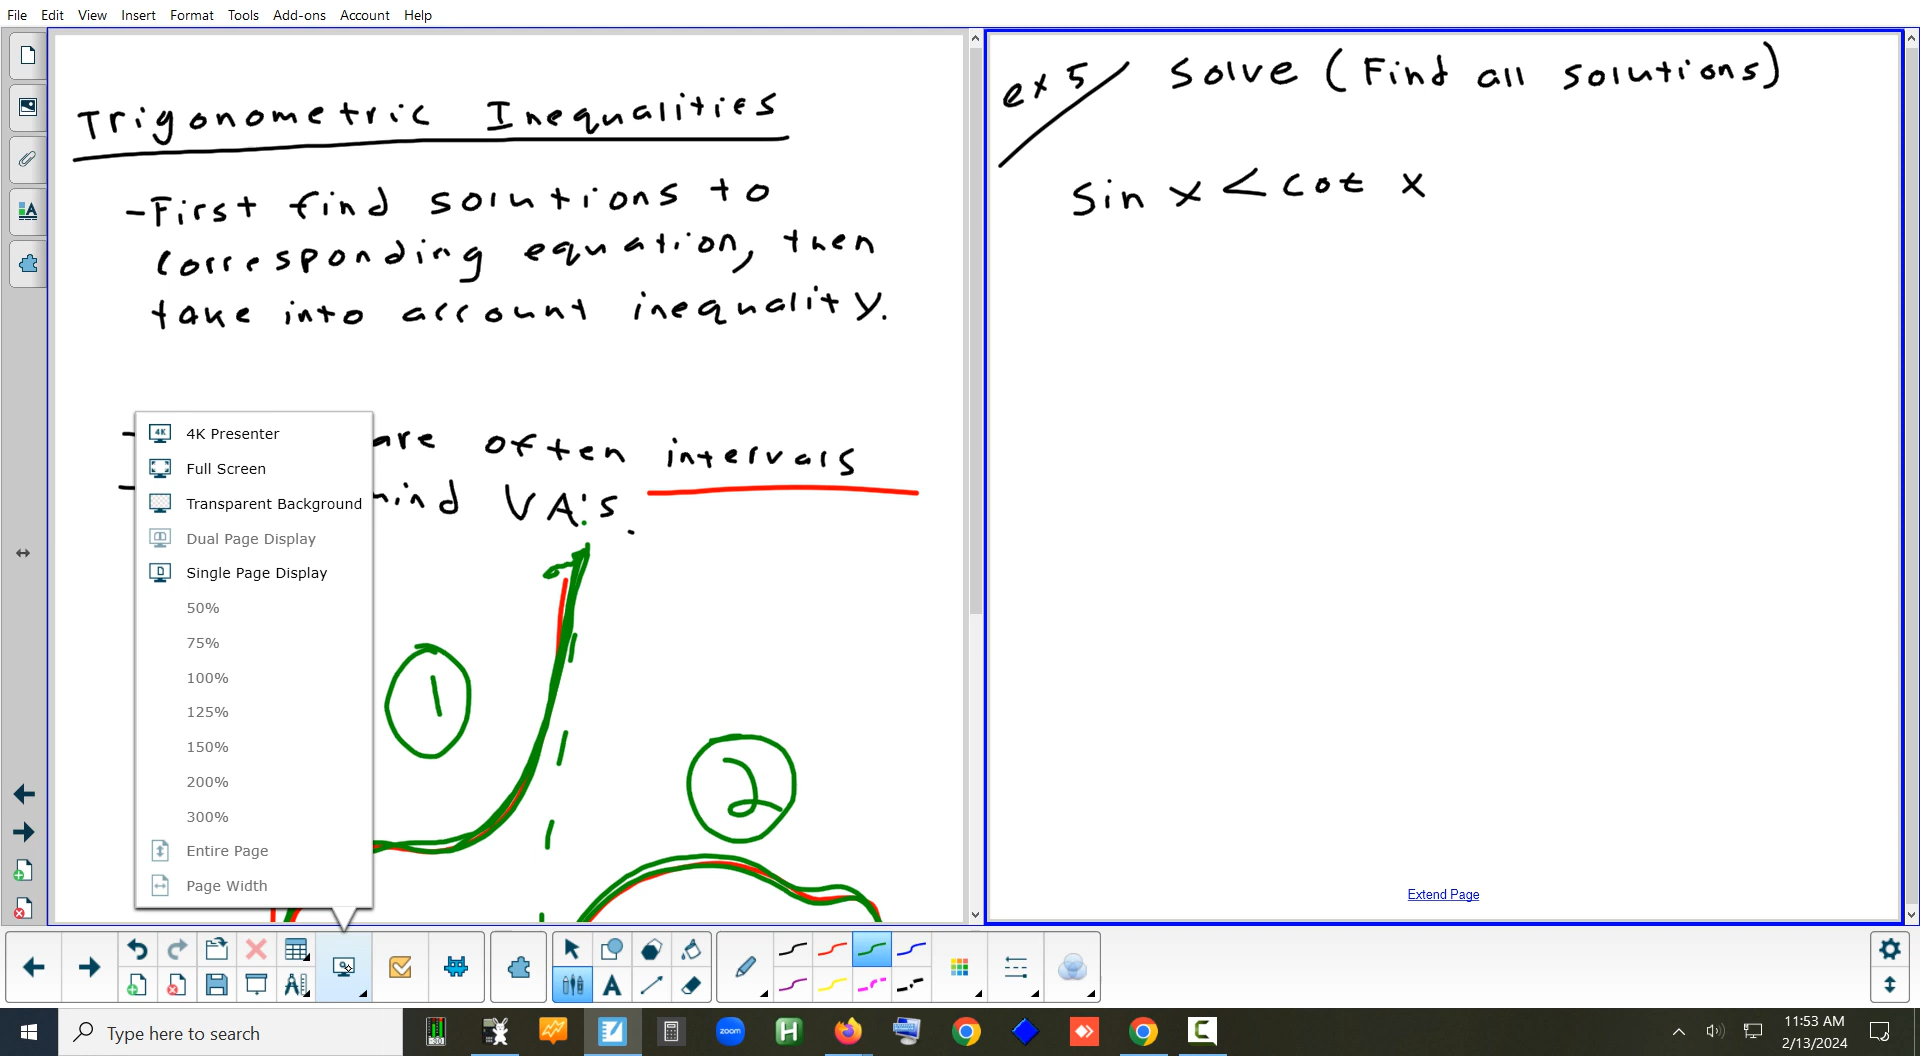 File Edit View Insert Format Tools Add-ons Account Help
Trigonometric Inequalities
-First find solutions to
corresponding equation, then
take into account inequality.
- are often intervals
- mind VA's.
1
2
4K Presenter
Full Screen
Transparent Background
Dual Page Display
Single Page Display
50%
75%
100%
125%
150%
200%
300%
Entire Page
Page Width
ex 5 Solve (Find all solutions)
sin x < cot x
Extend Page
Type here to search
zoom
11:53 AM
2/13/2024